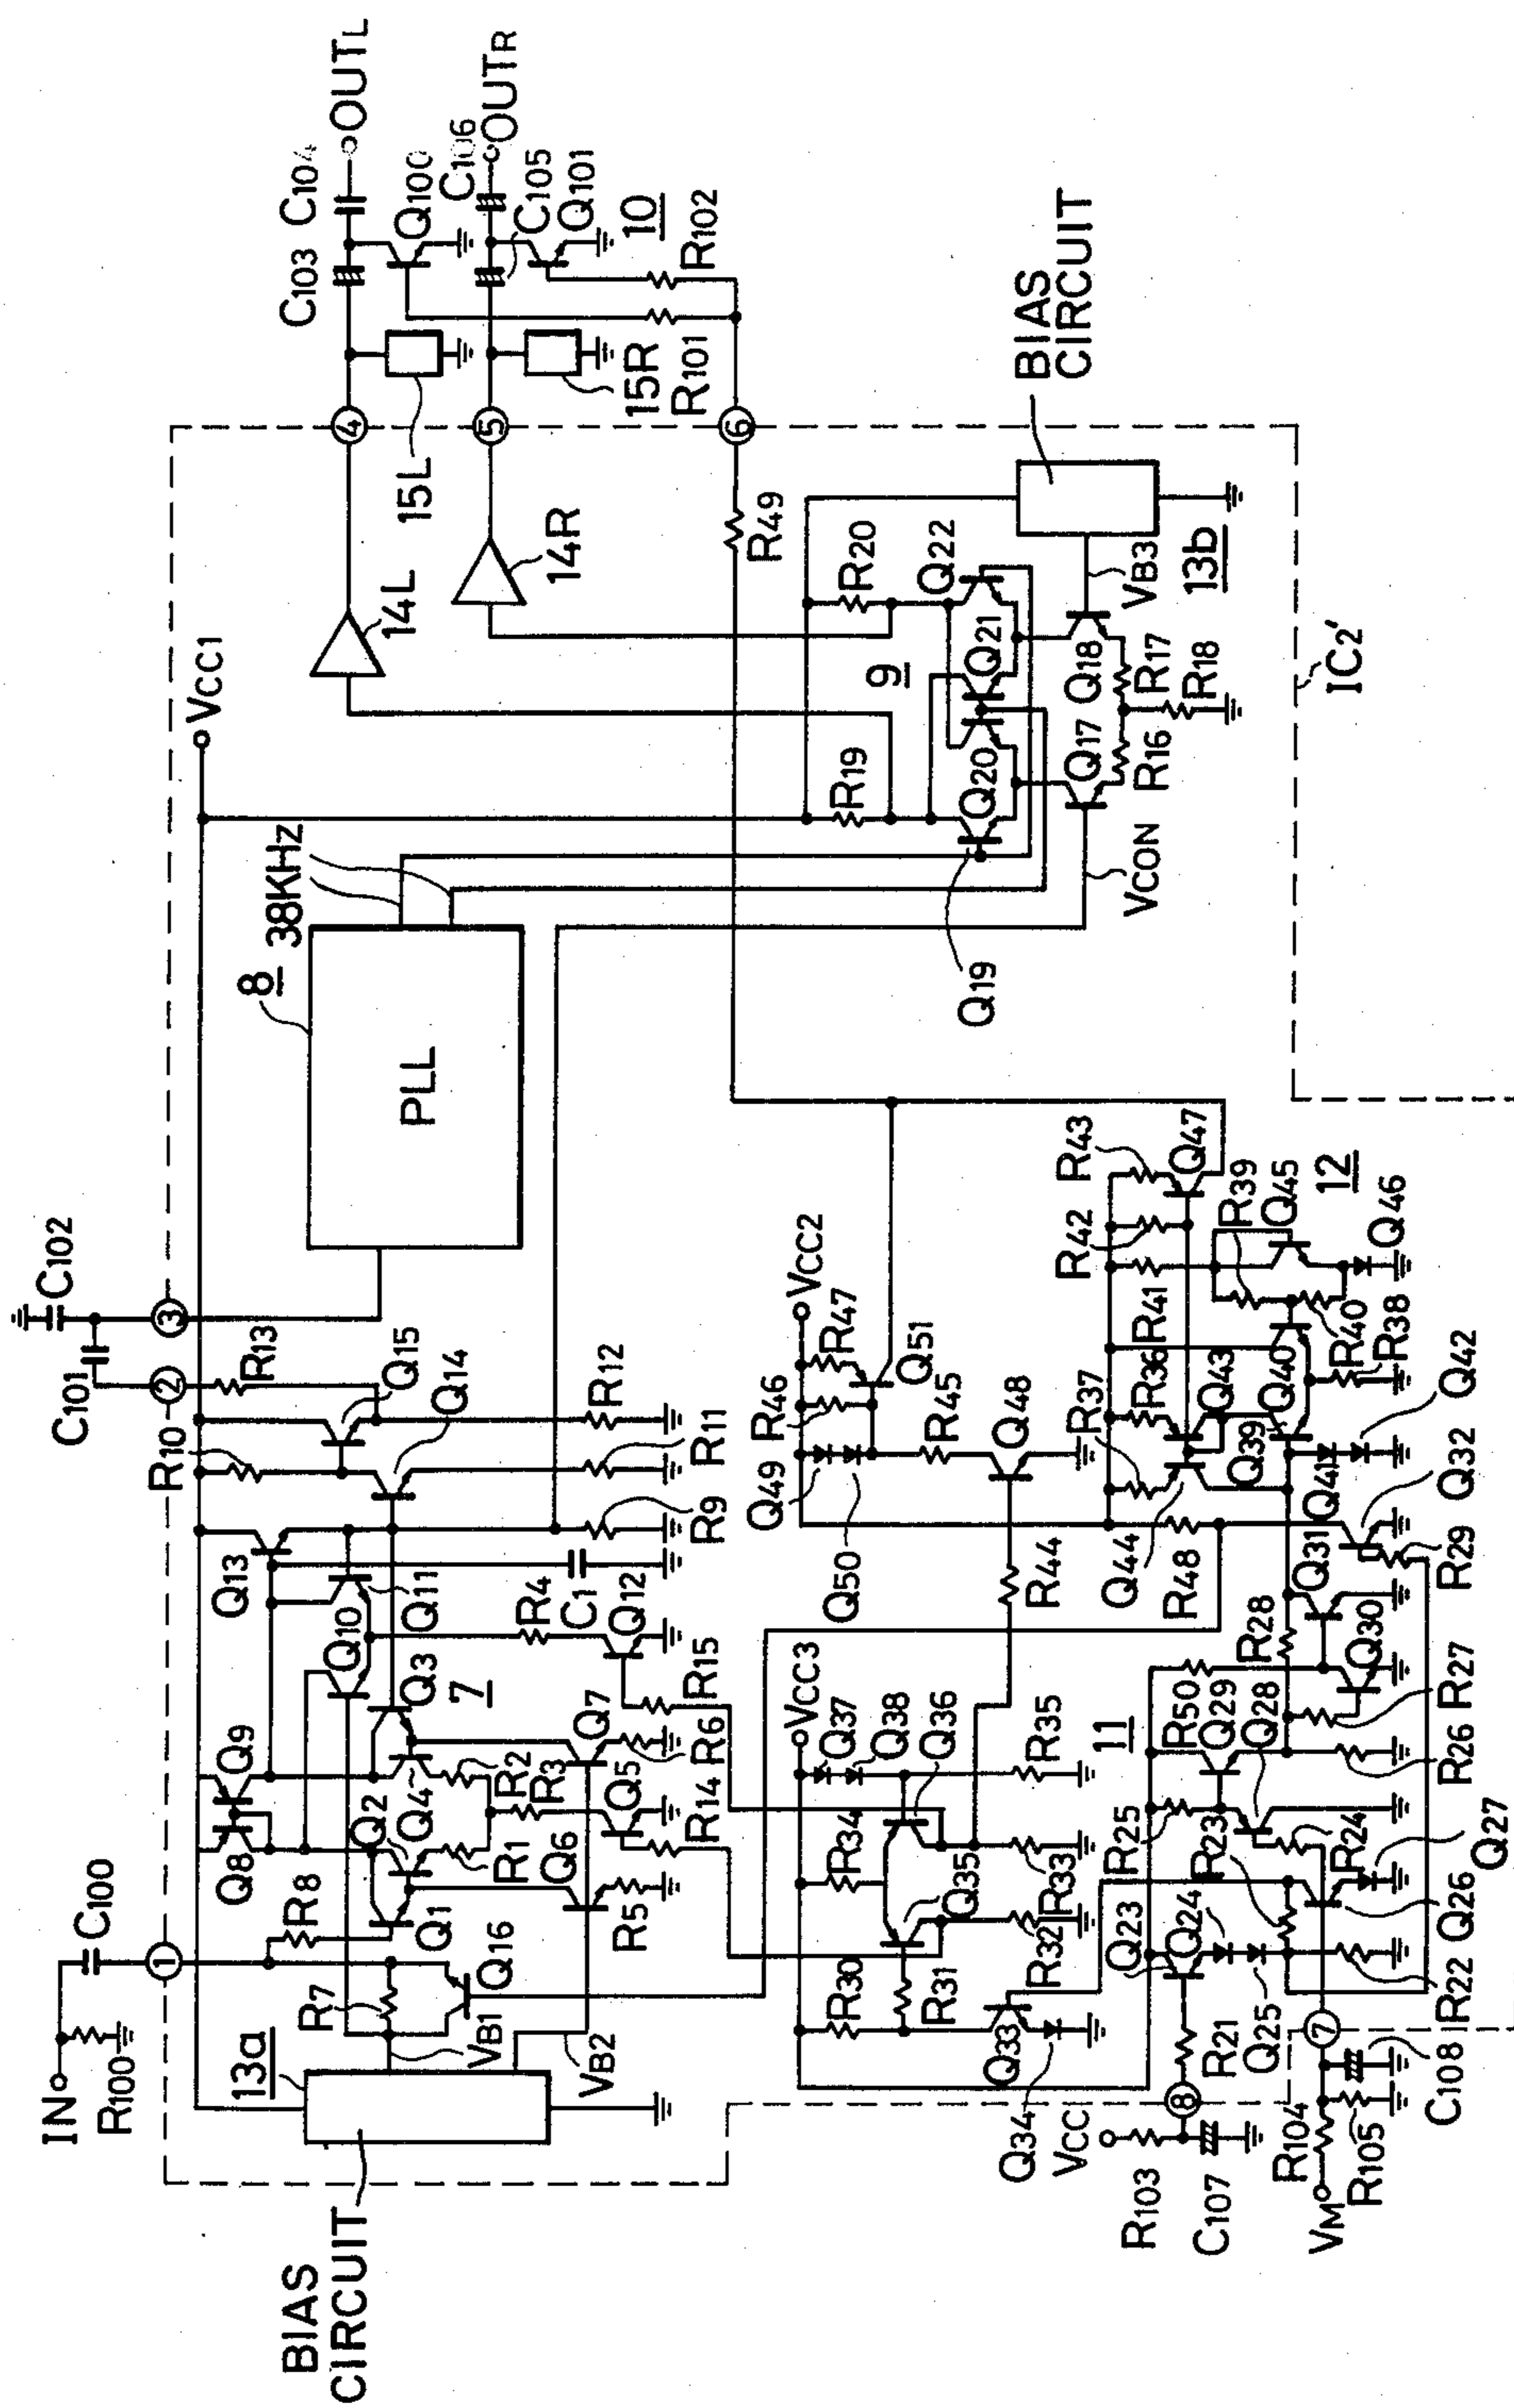 IN
R100
C100
1
BIAS
CIRCUIT
13a
R7
VB1
VB2
Q16
R8
Q1
Q8
Q9
Q2
Q4
Q3
7
R1
R2
R3
Q6
R5
Q5
Q7
R6
R14
R15
Q10
Q11
Q13
R4
C1
Q12
R9
R10
Q14
R11
Q15
R12
R13
2
C101
3
C102
8
PLL
38KHz
VCC1
14L
14R
4
5
6
15L
15R
C103
C104
OUTL
Q100
C105
C106
OUTR
Q101
10
R101
R102
R49
R19
R20
9
Q19
Q20
Q21
Q22
Q17
Q18
VCON
VB3
R16
R17
R18
13b
BIAS
CIRCUIT
IC2'
VCC2
Q49
Q50
R46
R47
Q51
R45
Q48
R44
VCC3
Q37
Q38
Q36
R35
R34
Q35
R33
R32
R30
R31
Q33
Q34
11
R48
Q44
R37
R36
Q43
R41
R42
R43
Q47
R39
Q45
12
Q46
R40
R38
Q40
Q39
Q41
Q42
Q32
Q31
R29
R28
Q30
R27
R50
Q29
Q28
R26
R25
R23
R24
Q27
Q26
Q23
Q24
Q25
R22
R21
8
7
VCC
R103
C107
R104
VM
R105
C108